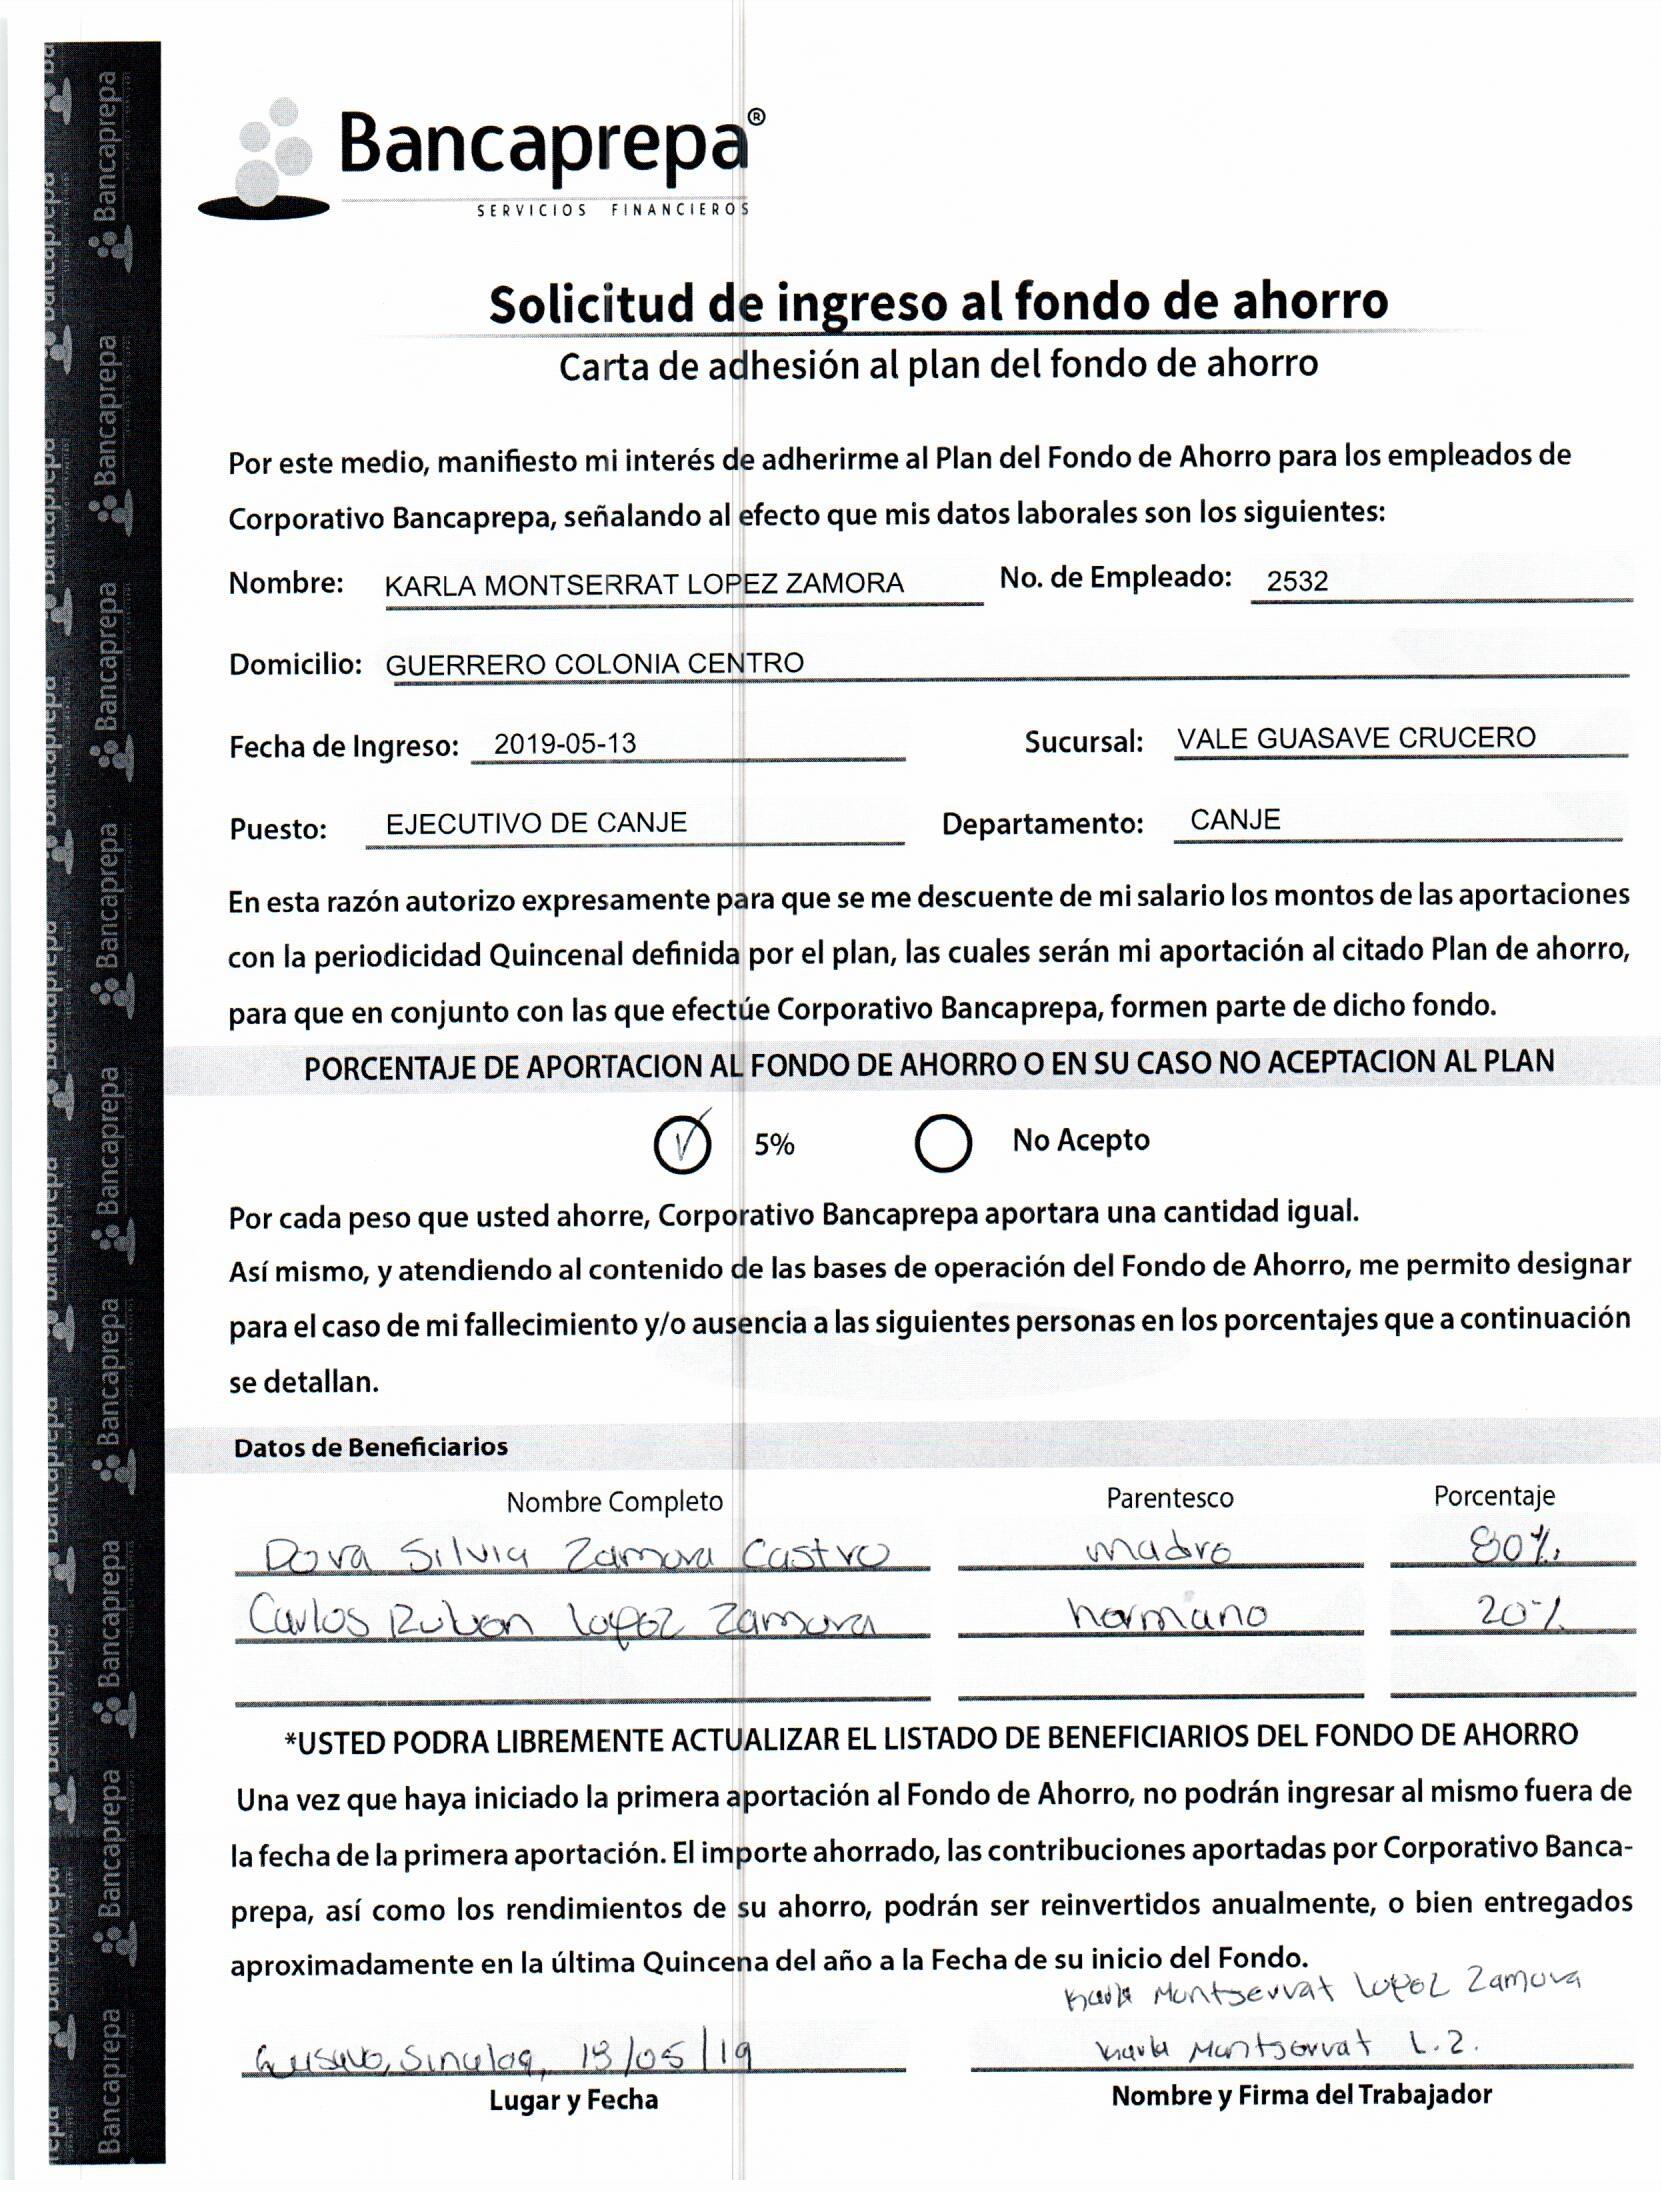 Bancaprepa®
SERVICIOS FINANCIEROS
Solicitud de ingreso al fondo de ahorro
Carta de adhesión al plan del fondo de ahorro
Por este medio, manifiesto mi interés de adherirme al Plan del Fondo de Ahorro para los empleados de
Corporativo Bancaprepa, señalando al efecto que mis datos laborales son los siguientes:
Nombre: KARLA MONTSERRAT LOPEZ ZAMORA No. de Empleado: 2532
Domicilio: GUERRERO COLONIA CENTRO
Fecha de Ingreso: 2019-05-13 Sucursal: VALE GUASAVE CRUCERO
Puesto: EJECUTIVO DE CANJE Departamento: CANJE
En esta razón autorizo expresamente para que se me descuente de mi salario los montos de las aportaciones
con la periodicidad Quincenal definida por el plan, las cuales serán mi aportación al citado Plan de ahorro,
para que en conjunto con las que efectúe Corporativo Bancaprepa, formen parte de dicho fondo.
PORCENTAJE DE APORTACION AL FONDO DE AHORRO O EN SU CASO NO ACEPTACION AL PLAN
5% No Acepto
Por cada peso que usted ahorre, Corporativo Bancaprepa aportara una cantidad igual.
Así mismo, y atendiendo al contenido de las bases de operación del Fondo de Ahorro, me permito designar
para el caso de mi fallecimiento y/o ausencia a las siguientes personas en los porcentajes que a continuación
se detallan.
Datos de Beneficiarios
Nombre Completo Parentesco Porcentaje
Dora Silvia Zamora Castro madre 80%
Carlos Ruben Lopez Zamora hermano 20%
*USTED PODRA LIBREMENTE ACTUALIZAR EL LISTADO DE BENEFICIARIOS DEL FONDO DE AHORRO
Una vez que haya iniciado la primera aportación al Fondo de Ahorro, no podrán ingresar al mismo fuera de
la fecha de la primera aportación. El importe ahorrado, las contribuciones aportadas por Corporativo Banca-
prepa, así como los rendimientos de su ahorro, podrán ser reinvertidos anualmente, o bien entregados
aproximadamente en la última Quincena del año a la Fecha de su inicio del Fondo.
Karla Montserrat Lopez Zamora
Guasave, Sinaloa, 13/05/19 Karla Montserrat L.Z.
Lugar y Fecha Nombre y Firma del Trabajador